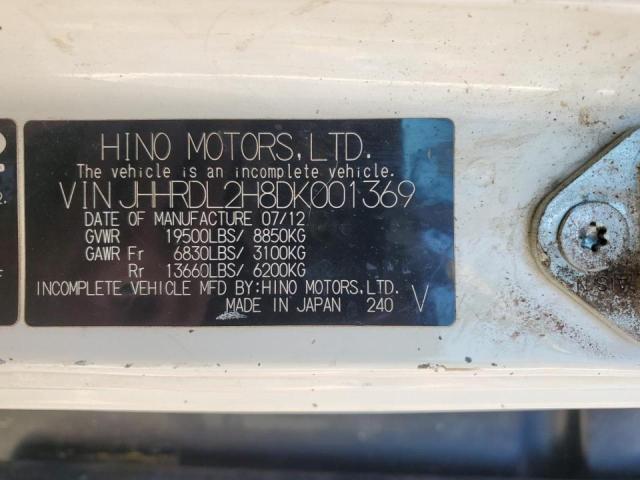 HINO MOTORS,LTD.
The vehicle is an incomplete vehicle.
VIN JHHRDL2H8DK001369
DATE OF MANUFACTURE 07/12
GVWR 19500LBS/ 8850KG
GAWR Fr 6830LBS/ 3100KG
Rr 13660LBS/ 6200KG
INCOMPLETE VEHICLE MFD BY:HINO MOTORS,LTD.
MADE IN JAPAN 240 V